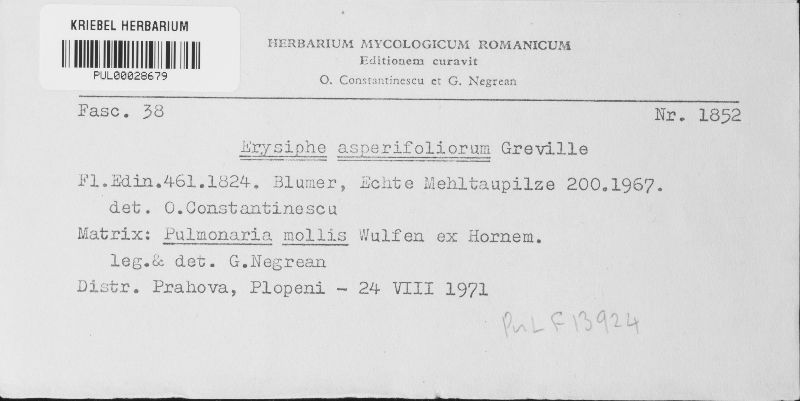 KRIEBEL HERBARIUM
PUL00028679
HERBARIUM MYCOLOGICUM ROMANICUM
Editionem curavit
O. Constantinescu et G. Negrean
Fasc. 38 Nr. 1852
Erysiphe asperifoliorum Greville
Fl.Edin.461.1824. Blumer, Echte Mehltaupilze 200.1967.
det. O.Constantinescu
Matrix: Pulmonaria mollis Wulfen ex Hornem.
leg.& det. G.Negrean
Distr. Prahova, Plopeni - 24 VIII 1971
PuL F13924